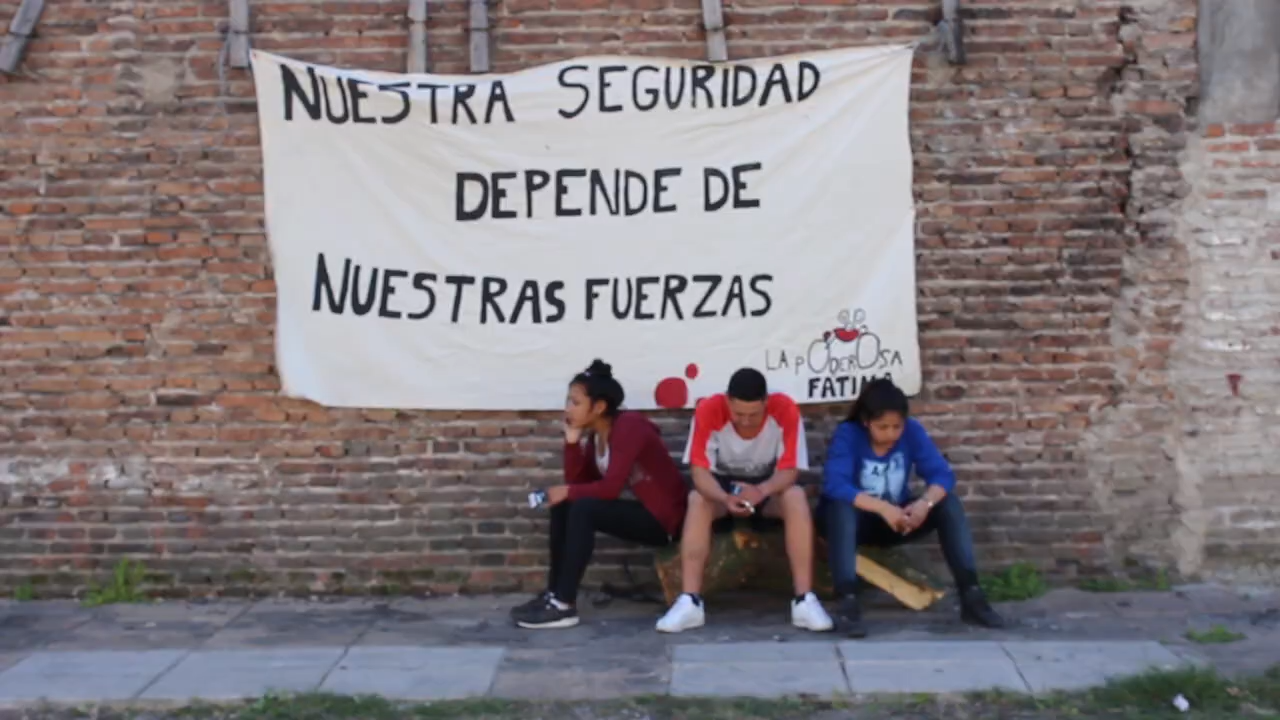 NUESTRA SEGURIDAD
DEPENDE DE
NUESTRAS FUERZAS
LA PODEROSA
FATIMA